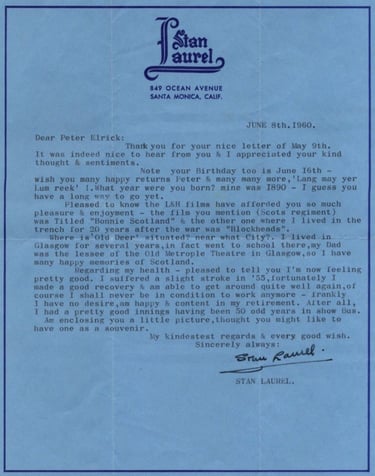 Stan
Laurel
849 OCEAN AVENUE
SANTA MONICA, CALIF.
JUNE 8th.1960.
Dear Peter Elrick:
Thank you for your nice letter of May 9th.
It was indeed nice to hear from you & I appreciated your kind
thought & sentiments.
Note your Birthday too is June 16th -
wish you many happy returns Peter & many many more,'Lang may yer
Lum reek' !.What year were you born? mine was 1890 - I guess you
have a long way to go yet.
Pleased to know the L&H films have afforded you so much
pleasure & enjoyment - the film you mention (Scots regiment)
was Titled "Bonnie Scotland" & the other one where I lived in the
trench for 20 years after the war was "Blockheads".
Where is'Old Deer' situated? near what City?. I lived in
Glasgow for several years,in fact went to school there,my Dad
was the lessee of the Old Metropole Theatre in Glasgow,so I have
many happy memories of Scotland.
Regarding my health - pleased to tell you I'm now feeling
pretty good. I suffered a slight stroke in '55,fortunately I
made a good recovery & am able to get around quite well again,of
course I shall never be in condition to work anymore - frankly
I have no desire,am happy & content in my retirement. After all,
I had a pretty good innings having been 50 odd years in show Bus.
Am enclosing you a little picture,thought you might like to
have one as a souvenir.
My kindest regards & every good wish.
Sincerely always:
Stan Laurel.
STAN LAUREL.